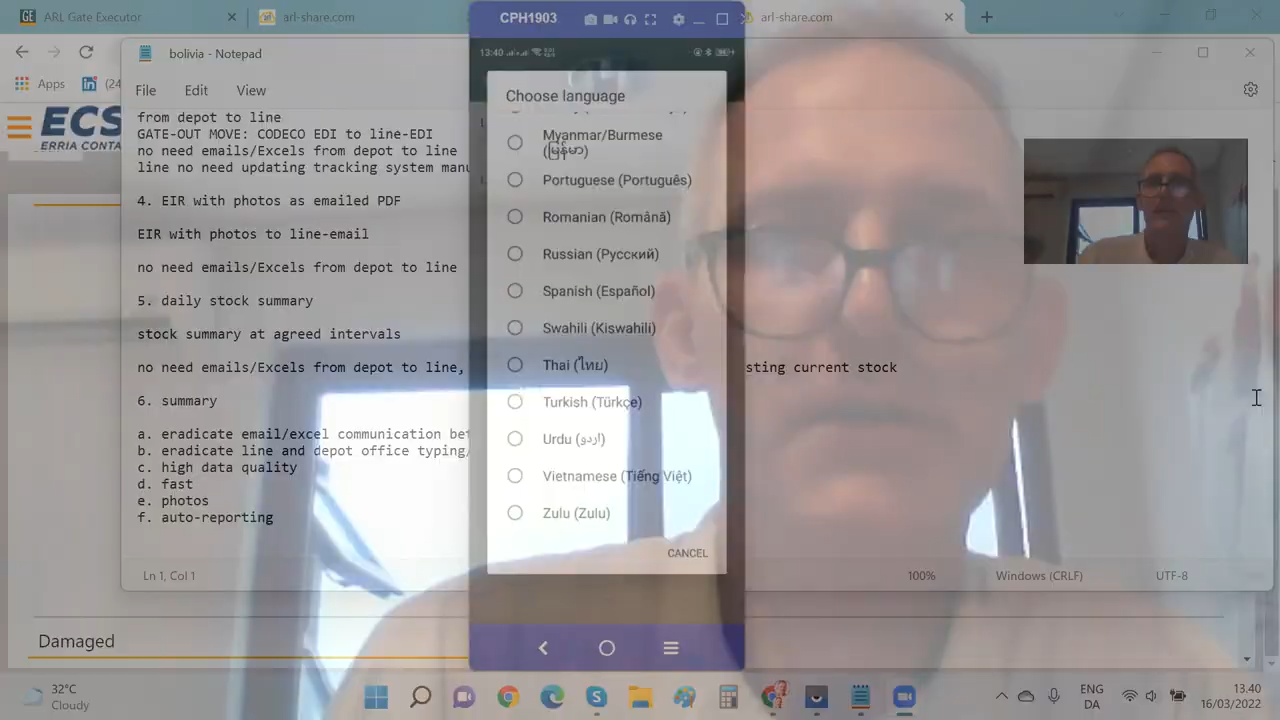 ARL Gate Executor
arl-share.com
arl-share.com
CPH1903
bolivia - Notepad
13:40
Apps
File
Edit
View
Choose language
ECS
ERRIA CONTA
from depot to line
GATE-OUT MOVE: CODECO EDI to line-EDI
no need emails/Excels from depot to line
line no need updating tracking system manu
4. EIR with photos as emailed PDF
EIR with photos to line-email
no need emails/Excels from depot to line
5. daily stock summary
stock summary at agreed intervals
no need emails/Excels from depot to line,
sting current stock
6. summary
a. eradicate email/excel communication bet
b. eradicate line and depot office typing/
c. high data quality
d. fast
e. photos
f. auto-reporting
Myanmar/Burmese
(မြန်မာ)
Portuguese (Português)
Romanian (Română)
Russian (Русский)
Spanish (Español)
Swahili (Kiswahili)
Thai (ไทย)
Turkish (Türkçe)
Urdu (اردو)
Vietnamese (Tiếng Việt)
Zulu (Zulu)
CANCEL
Ln 1, Col 1
100%
Windows (CRLF)
UTF-8
Damaged
32°C
Cloudy
ENG
DA
13.40
16/03/2022